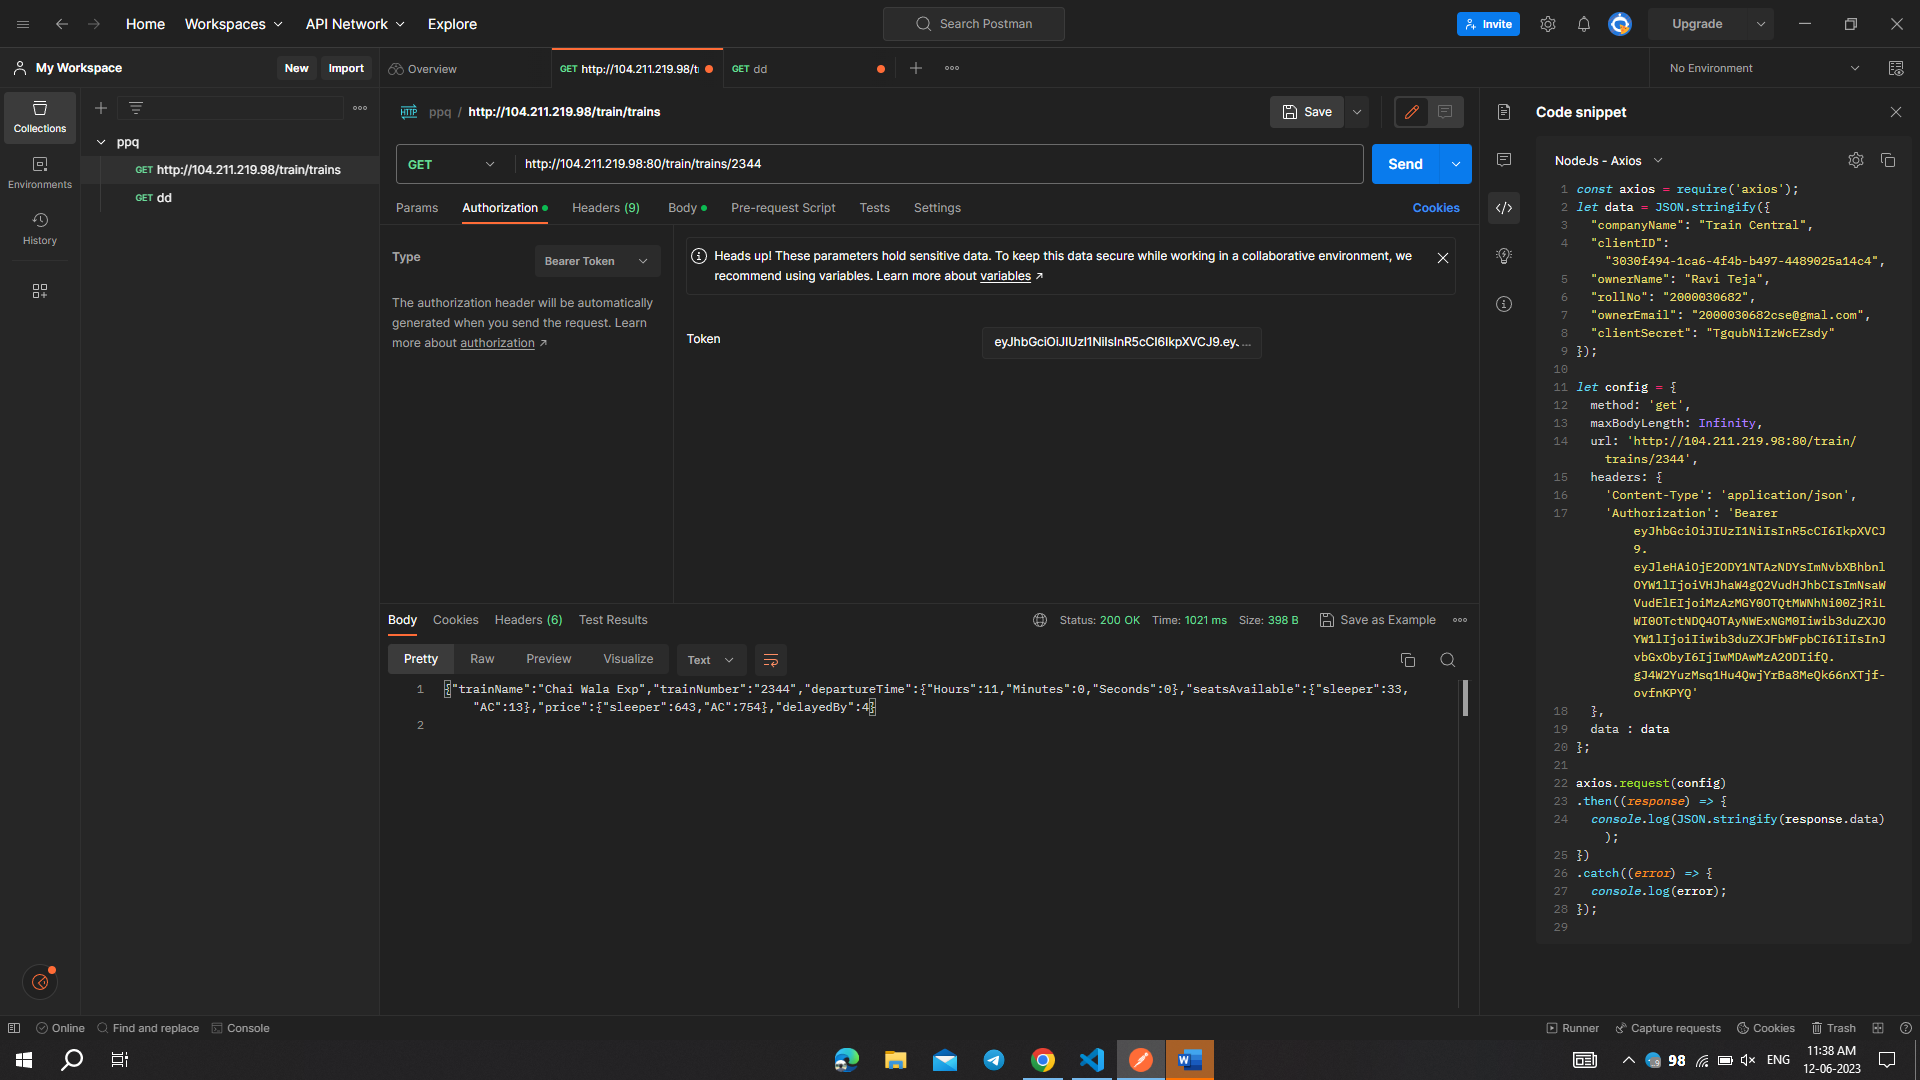 Home
Workspaces
API Network
Explore
Search Postman
Invite
Upgrade
My Workspace
New
Import
Overview
GET http://104.211.219.98/t
GET dd
No Environment
Collections
Environments
History
ppq
GET http://104.211.219.98/train/trains
GET dd
HTTP ppq / http://104.211.219.98/train/trains
Save
GET
http://104.211.219.98:80/train/trains/2344
Send
Params
Authorization
Headers (9)
Body
Pre-request Script
Tests
Settings
Cookies
Type
Bearer Token
The authorization header will be automatically
generated when you send the request. Learn
more about authorization ↗
Heads up! These parameters hold sensitive data. To keep this data secure while working in a collaborative environment, we
recommend using variables. Learn more about variables ↗
Token
eyJhbGciOiJIUzI1NiIsInR5cCI6IkpXVCJ9.eyJ ...
Body
Cookies
Headers (6)
Test Results
Status: 200 OK
Time: 1021 ms
Size: 398 B
Save as Example
Pretty
Raw
Preview
Visualize
Text
1 {"trainName":"Chai Wala Exp","trainNumber":"2344","departureTime":{"Hours":11,"Minutes":0,"Seconds":0},"seatsAvailable":{"sleeper":33,
"AC":13},"price":{"sleeper":643,"AC":754},"delayedBy":4}
2
Code snippet
NodeJs - Axios
1 const axios = require('axios');
2 let data = JSON.stringify({
3 "companyName": "Train Central",
4 "clientID":
"3030f494-1ca6-4f4b-b497-4489025a14c4",
5 "ownerName": "Ravi Teja",
6 "rollNo": "2000030682",
7 "ownerEmail": "2000030682cse@gmal.com",
8 "clientSecret": "TgqubNiIzWcEZsdy"
9 });
10
11 let config = {
12 method: 'get',
13 maxBodyLength: Infinity,
14 url: 'http://104.211.219.98:80/train/
trains/2344',
15 headers: {
16 'Content-Type': 'application/json',
17 'Authorization': 'Bearer
eyJhbGciOiJIUzI1NiIsInR5cCI6IkpXVCJ
9.
eyJleHAiOjE2ODY1NTAzNDYsImNvbXBhbnl
OYW1lIjoiVHJhaW4gQ2VudHJhbCIsImNsaW
VudElEIjoiMzAzMGY0OTQtMWNhNi00ZjRiL
WI0OTctNDQ4OTAyNWExNGM0Iiwib3duZXJO
YW1lIjoiIiwib3duZXJFbWFpbCI6IiIsInJ
vbGxObyI6IjIwMDAwMzA2ODIifQ.
gJ4W2YuzMsq1Hu4QwjYrBa8MeQk66nXTjf-
ovfnKPYQ'
18 },
19 data : data
20 };
21
22 axios.request(config)
23 .then((response) => {
24 console.log(JSON.stringify(response.data)
);
25 })
26 .catch((error) => {
27 console.log(error);
28 });
29
Online
Find and replace
Console
Runner
Capture requests
Cookies
Trash
98
ENG
11:38 AM
12-06-2023